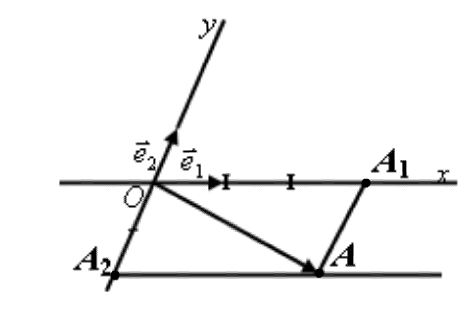 y
e⃗₂ e⃗₁ A₁ x
O
A₂ A